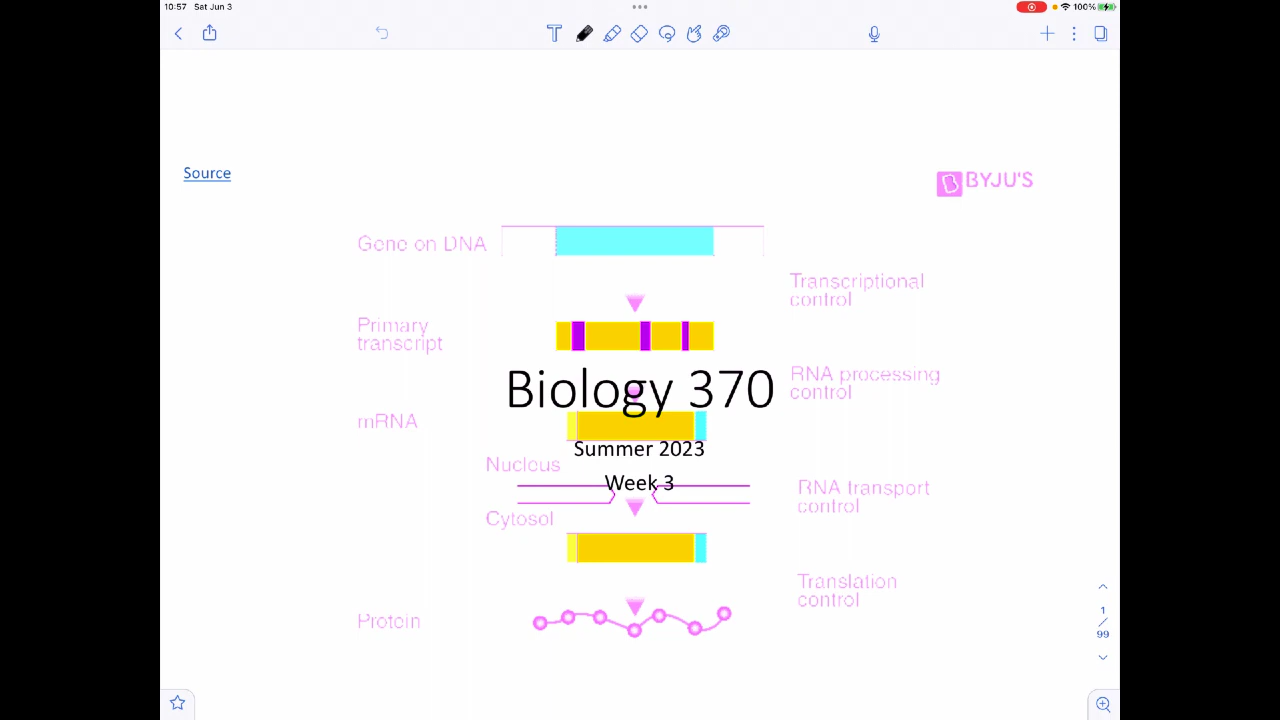 10:57 Sat Jun 3
100%
Source
BYJU'S
Gene on DNA
Transcriptional
control
Primary
transcript
RNA processing
control
Biology 370
mRNA
Summer 2023
Nucleus
Week 3
RNA transport
control
Cytosol
Translation
control
Protein
1
/
99